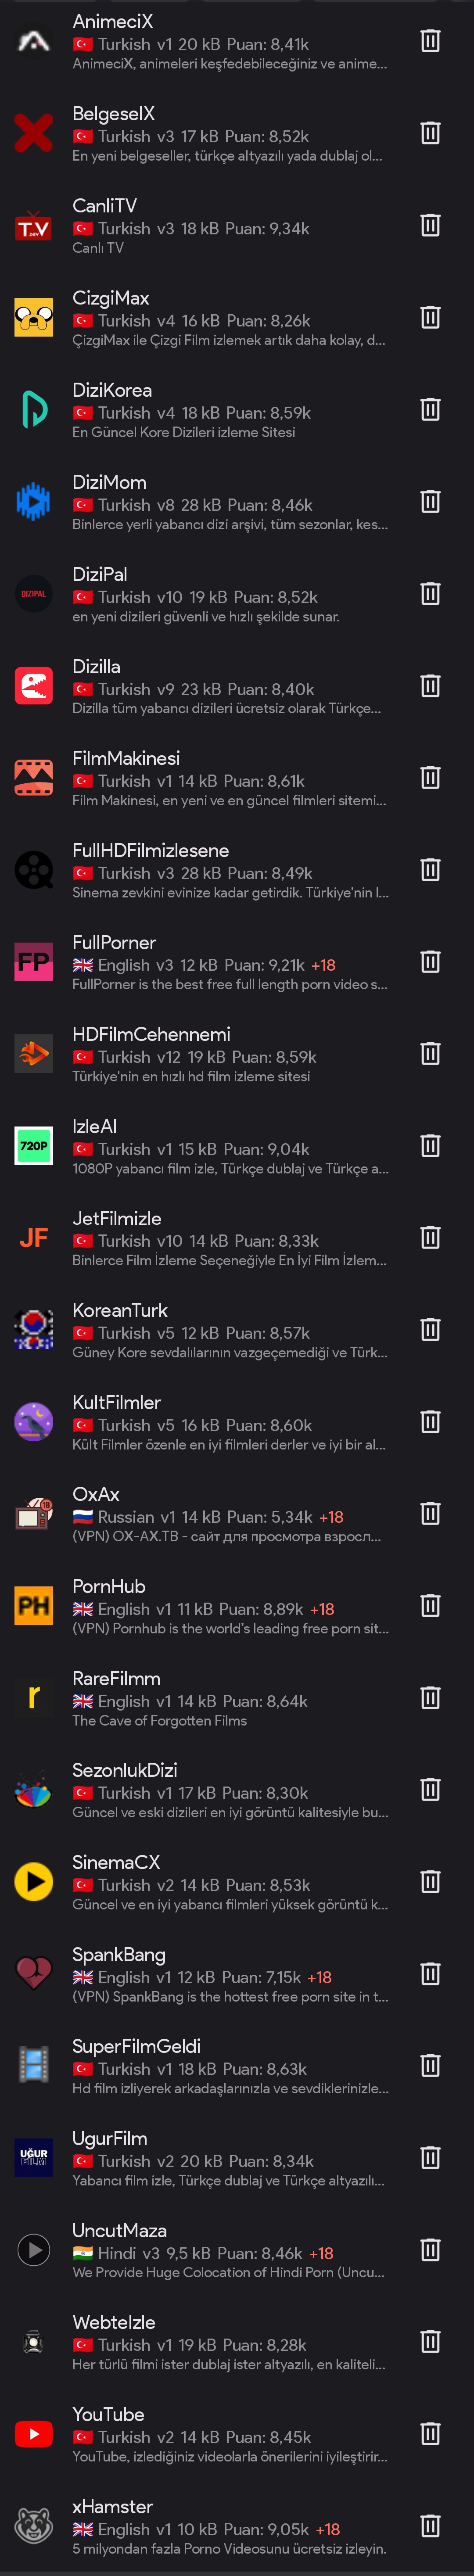 AnimeciX
Turkish v1 20 kB Puan: 8,41k
AnimeciX, animeleri keşfedebileceğiniz ve anime...
BelgeselX
Turkish v3 17 kB Puan: 8,52k
En yeni belgeseller, türkçe altyazılı yada dublaj ol...
T.V
CanliTV
Turkish v3 18 kB Puan: 9,34k
Canlı TV
CizgiMax
Turkish v4 16 kB Puan: 8,26k
ÇizgiMax ile Çizgi Film izlemek artık daha kolay, d...
DiziKorea
Turkish v4 18 kB Puan: 8,59k
En Güncel Kore Dizileri izleme Sitesi
DiziMom
Turkish v8 28 kB Puan: 8,46k
Binlerce yerli yabancı dizi arşivi, tüm sezonlar, kes...
DIZIPAL
DiziPal
Turkish v10 19 kB Puan: 8,52k
en yeni dizileri güvenli ve hızlı şekilde sunar.
Dizilla
Turkish v9 23 kB Puan: 8,40k
Dizilla tüm yabancı dizileri ücretsiz olarak Türkçe...
FilmMakinesi
Turkish v1 14 kB Puan: 8,61k
Film Makinesi, en yeni ve en güncel filmleri sitemi...
FullHDFilmizlesene
Turkish v3 28 kB Puan: 8,49k
Sinema zevkini evinize kadar getirdik. Türkiye'nin l...
FP
FullPorner
English v3 12 kB Puan: 9,21k +18
FullPorner is the best free full length porn video s...
HDFilmCehennemi
Turkish v12 19 kB Puan: 8,59k
Türkiye'nin en hızlı hd film izleme sitesi
720P
IzleAI
Turkish v1 15 kB Puan: 9,04k
1080P yabancı film izle, Türkçe dublaj ve Türkçe a...
JF
JetFilmizle
Turkish v10 14 kB Puan: 8,33k
Binlerce Film İzleme Seçeneğiyle En İyi Film İzlem...
KoreanTurk
Turkish v5 12 kB Puan: 8,57k
Güney Kore sevdalılarının vazgeçemediği ve Türk...
KultFilmler
Turkish v5 16 kB Puan: 8,60k
Kült Filmler özenle en iyi filmleri derler ve iyi bir al...
18
OxAx
Russian v1 14 kB Puan: 5,34k +18
(VPN) OX-AX.TB - сайт для просмотра взросл...
PH
PornHub
English v1 11 kB Puan: 8,89k +18
(VPN) Pornhub is the world's leading free porn sit...
r
RareFilmm
English v1 14 kB Puan: 8,64k
The Cave of Forgotten Films
SezonlukDizi
Turkish v1 17 kB Puan: 8,30k
Güncel ve eski dizileri en iyi görüntü kalitesiyle bu...
SinemaCX
Turkish v2 14 kB Puan: 8,53k
Güncel ve en iyi yabancı filmleri yüksek görüntü k...
SpankBang
English v1 12 kB Puan: 7,15k +18
(VPN) SpankBang is the hottest free porn site in t...
SuperFilmGeldi
Turkish v1 18 kB Puan: 8,63k
Hd film izliyerek arkadaşlarınızla ve sevdiklerinizle...
UĞUR
FILM
UgurFilm
Turkish v2 20 kB Puan: 8,34k
Yabancı film izle, Türkçe dublaj ve Türkçe altyazılı...
UncutMaza
Hindi v3 9,5 kB Puan: 8,46k +18
We Provide Huge Colocation of Hindi Porn (Uncu...
WebteIzle
Turkish v1 19 kB Puan: 8,28k
Her türlü filmi ister dublaj ister altyazılı, en kaliteli...
YouTube
Turkish v2 14 kB Puan: 8,45k
YouTube, izlediğiniz videolarla önerilerini iyileştirir...
xHamster
English v1 10 kB Puan: 9,05k +18
5 milyondan fazla Porno Videosunu ücretsiz izleyin.